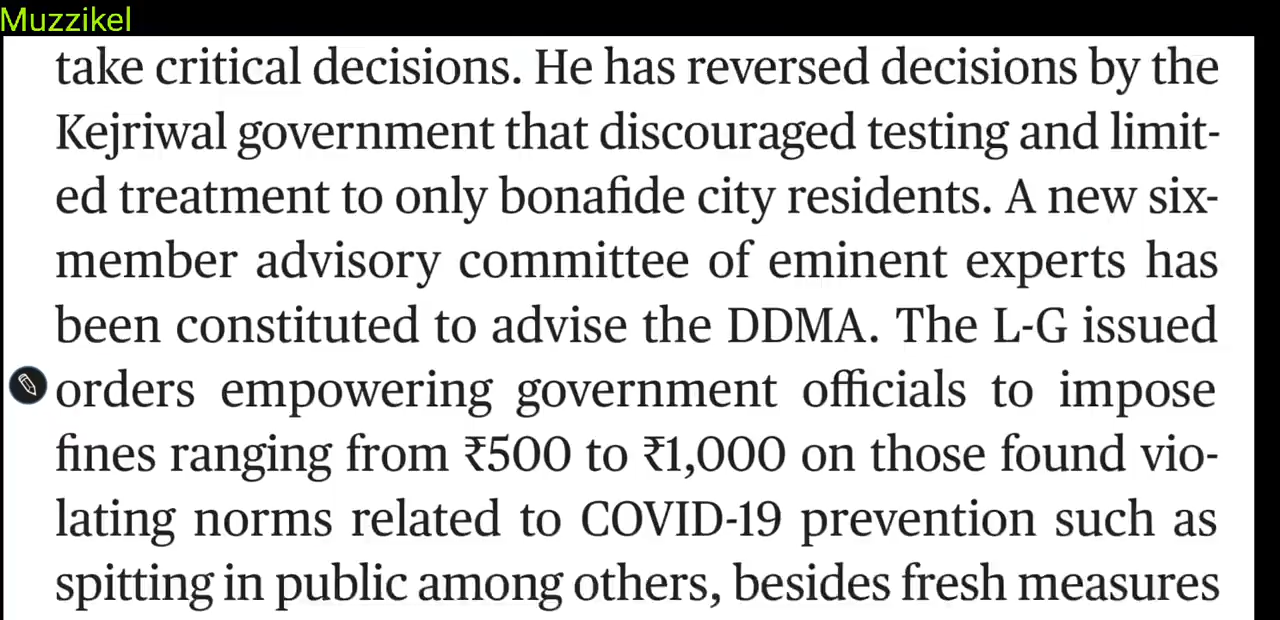 Muzzikel
take critical decisions. He has reversed decisions by the
Kejriwal government that discouraged testing and limit-
ed treatment to only bonafide city residents. A new six-
member advisory committee of eminent experts has
been constituted to advise the DDMA. The L-G issued
orders empowering government officials to impose
fines ranging from ₹500 to ₹1,000 on those found vio-
lating norms related to COVID-19 prevention such as
spitting in public among others, besides fresh measures